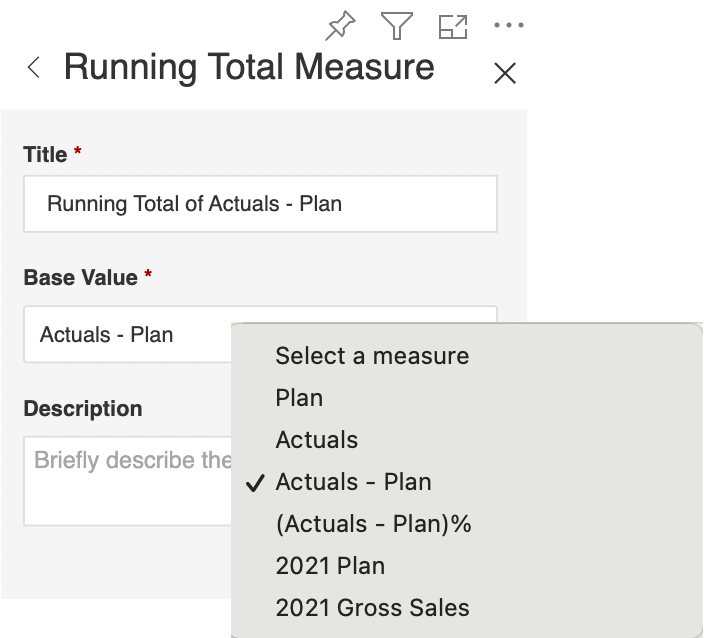 Running Total Measure
Title *
Running Total of Actuals - Plan
Base Value *
Actuals - Plan
Description
Briefly describe the
Select a measure
Plan
Actuals
Actuals - Plan
(Actuals - Plan)%
2021 Plan
2021 Gross Sales